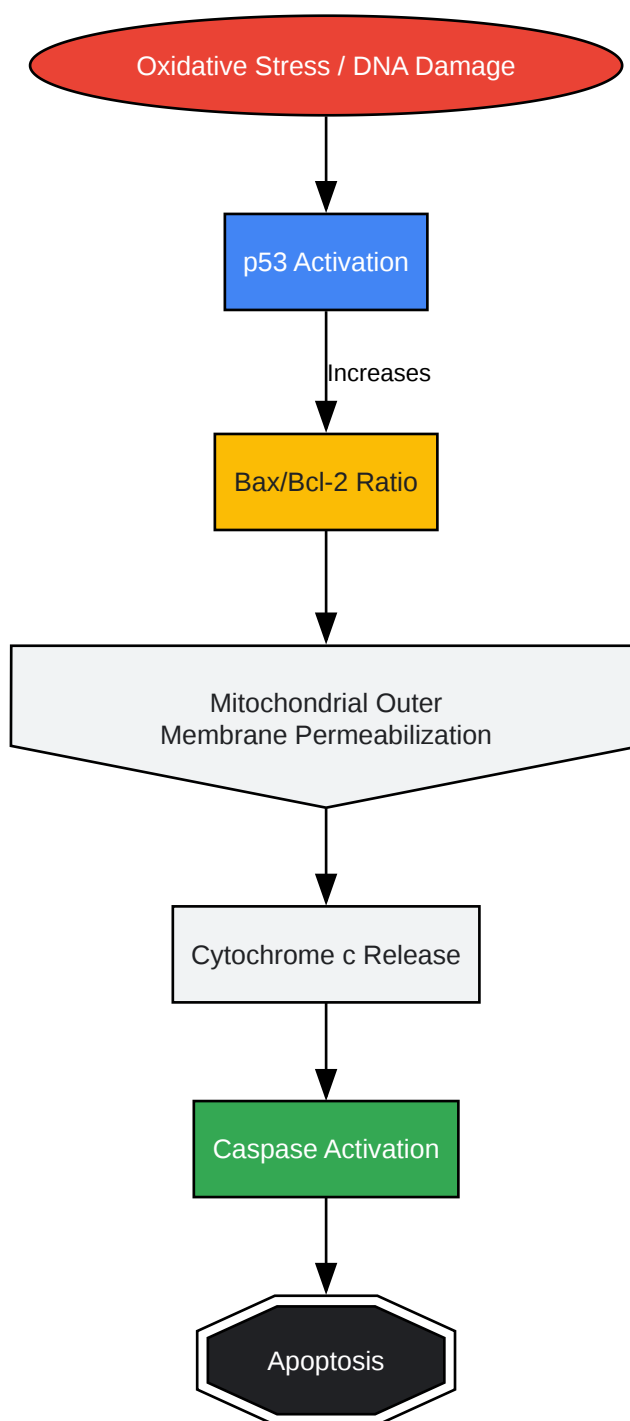 Oxidative Stress / DNA Damage
p53 Activation
Increases
Bax/Bcl-2 Ratio
Mitochondrial Outer
Membrane Permeabilization
Cytochrome c Release
Caspase Activation
Apoptosis